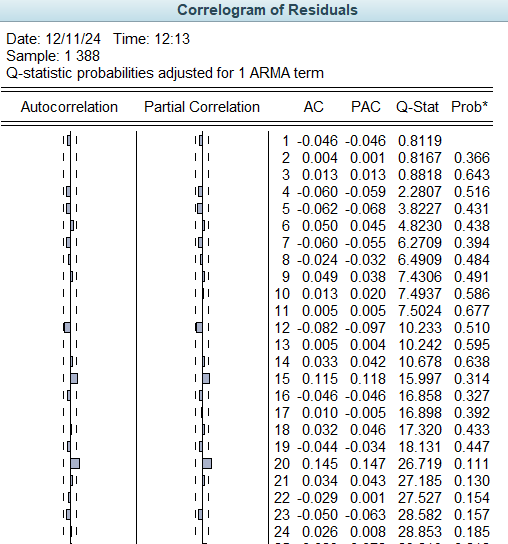 Correlogram of Residuals
Date: 12/11/24 Time: 12:13
Sample: 1 388
Q-statistic probabilities adjusted for 1 ARMA term
Autocorrelation Partial Correlation AC PAC Q-Stat Prob*
1 -0.046 -0.046 0.8119
2 0.004 0.001 0.8167 0.366
3 0.013 0.013 0.8818 0.643
4 -0.060 -0.059 2.2807 0.516
5 -0.062 -0.068 3.8227 0.431
6 0.050 0.045 4.8230 0.438
7 -0.060 -0.055 6.2709 0.394
8 -0.024 -0.032 6.4909 0.484
9 0.049 0.038 7.4306 0.491
10 0.013 0.020 7.4937 0.586
11 0.005 0.005 7.5024 0.677
12 -0.082 -0.097 10.233 0.510
13 0.005 0.004 10.242 0.595
14 0.033 0.042 10.678 0.638
15 0.115 0.118 15.997 0.314
16 -0.046 -0.046 16.858 0.327
17 0.010 -0.005 16.898 0.392
18 0.032 0.046 17.320 0.433
19 -0.044 -0.034 18.131 0.447
20 0.145 0.147 26.719 0.111
21 0.034 0.043 27.185 0.130
22 -0.029 0.001 27.527 0.154
23 -0.050 -0.063 28.582 0.157
24 0.026 0.008 28.853 0.185